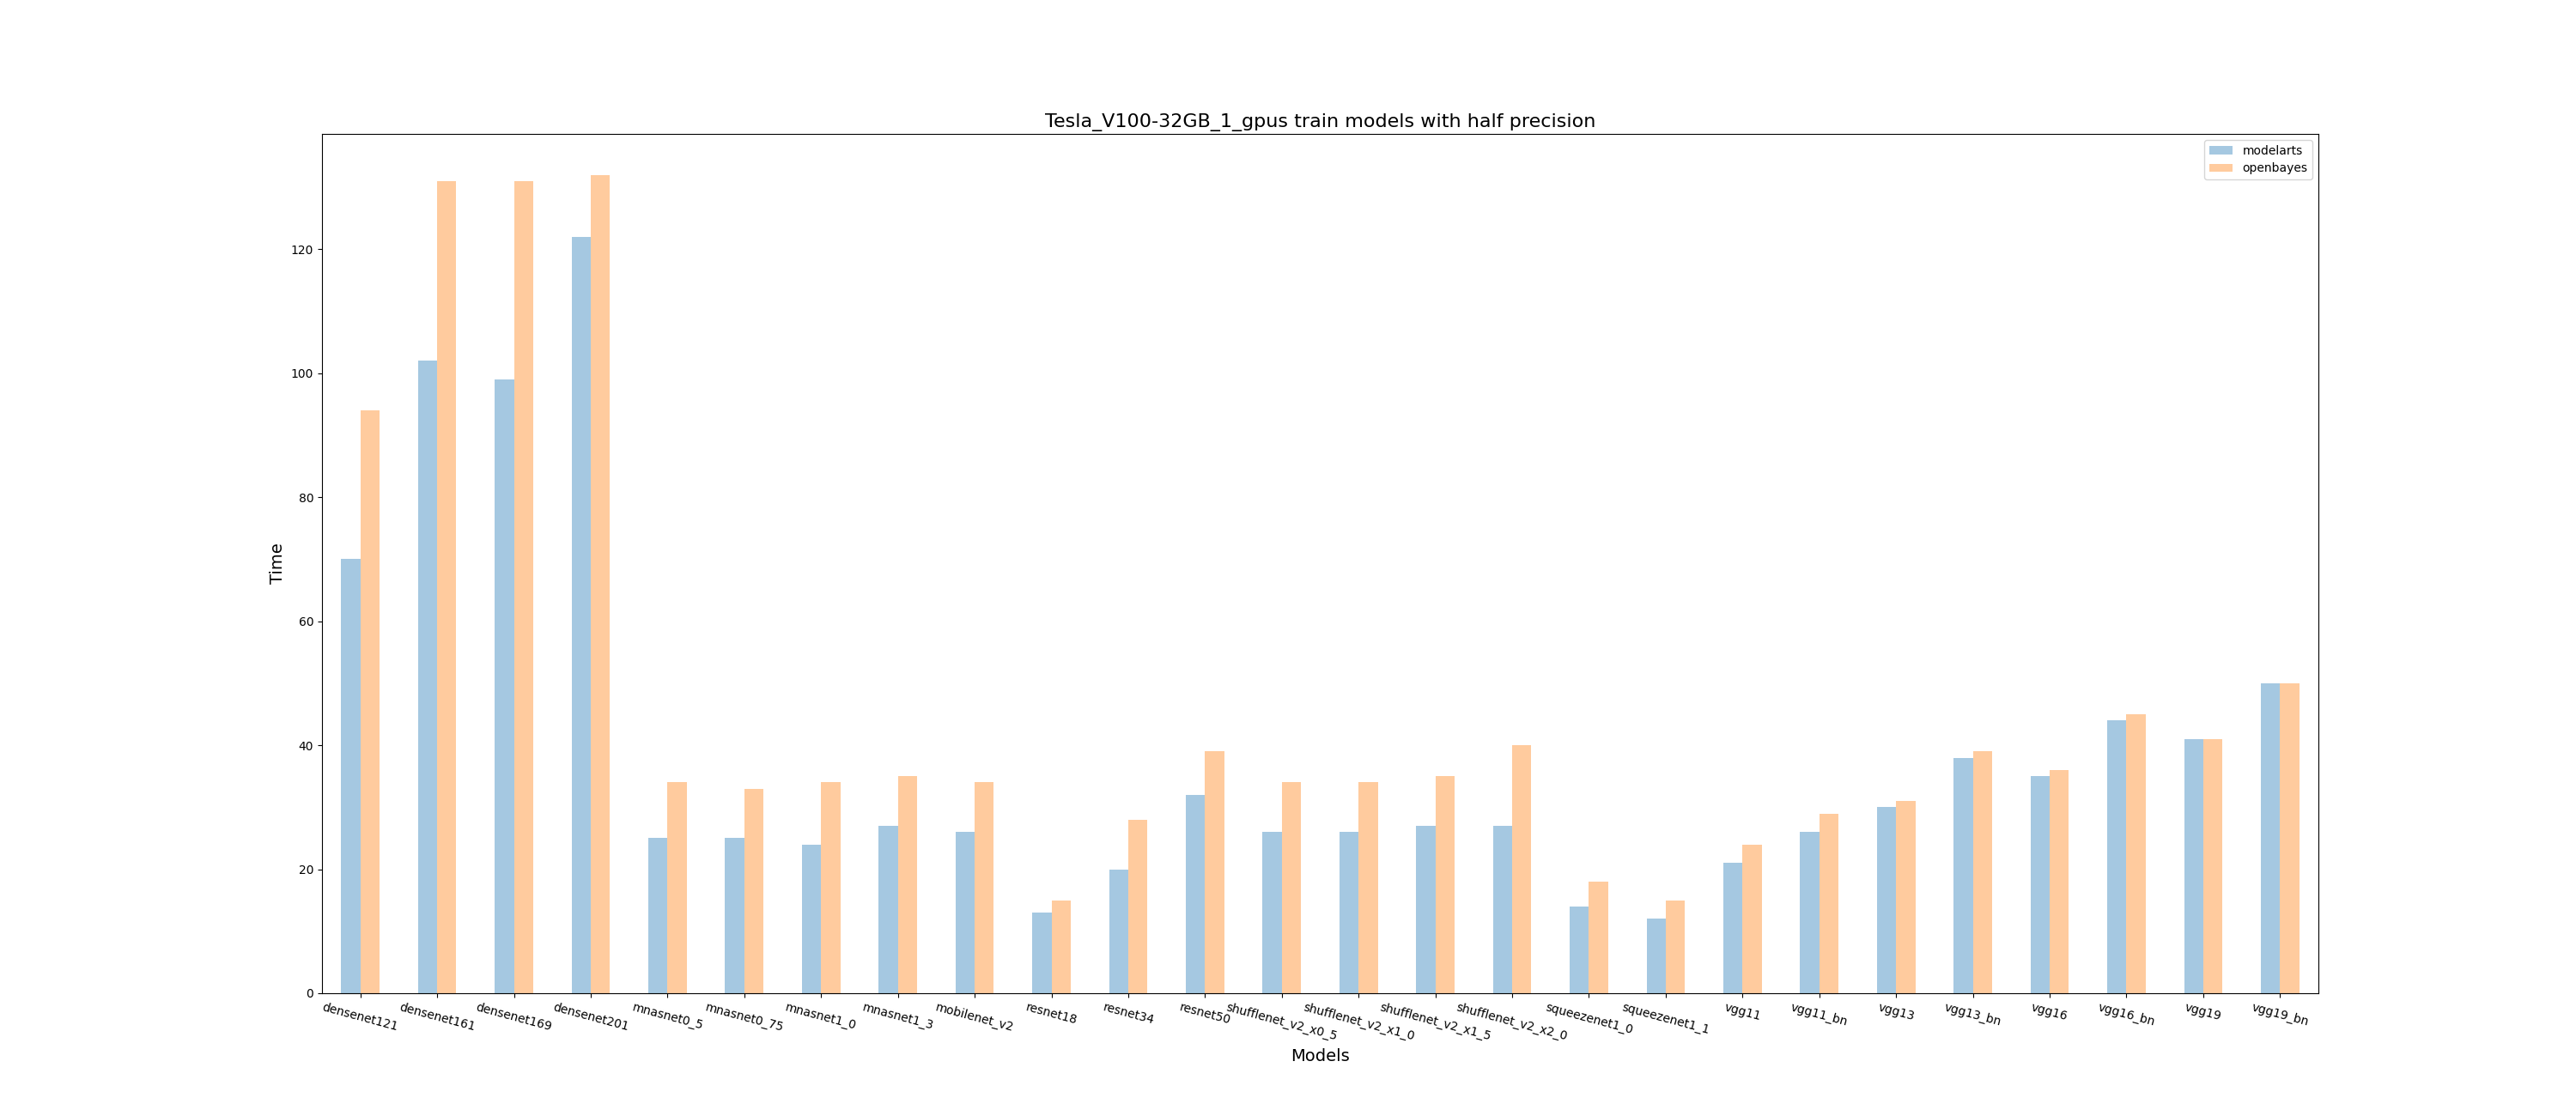 Tesla_V100-32GB_1_gpus train models with half precision
modelarts
openbayes
120
100
80
60
40
20
0
Time
densenet121
densenet161
densenet169
densenet201
mnasnet0_5
mnasnet0_75
mnasnet1_0
mnasnet1_3
mobilenet_v2
resnet18
resnet34
resnet50
shufflenet_v2_x0_5
shufflenet_v2_x1_0
shufflenet_v2_x1_5
shufflenet_v2_x2_0
squeezenet1_0
squeezenet1_1
vgg11
vgg11_bn
vgg13
vgg13_bn
vgg16
vgg16_bn
vgg19
vgg19_bn
Models